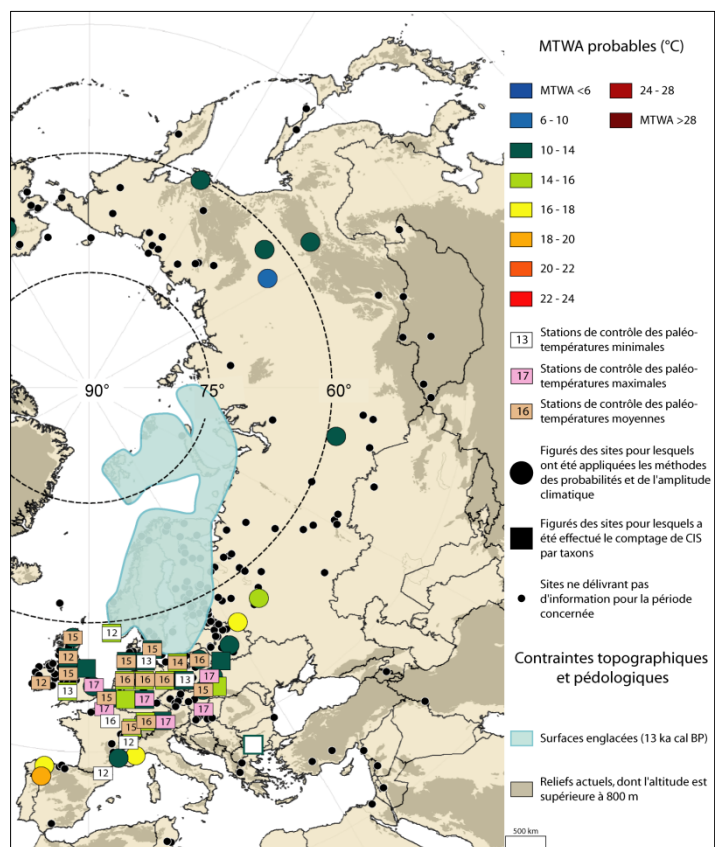 MTWA probables (°C)
MTWA <6
24 - 28
6 - 10
MTWA >28
10 - 14
14 - 16
16 - 18
18 - 20
20 - 22
22 - 24
13
Stations de contrôle des paléo-
températures minimales
17
Stations de contrôle des paléo-
températures maximales
16
Stations de contrôle des paléo-
températures moyennes
Figurés des sites pour lesquels
ont été appliquées les méthodes
des probabilités et de l'amplitude
climatique
Figurés des sites pour lesquels a
été effectué le comptage de CIS
par taxons
Sites ne délivrant pas
d'information pour la période
concernée
Contraintes topographiques
et pédologiques
Surfaces englacées (13 ka cal BP)
Reliefs actuels, dont l'altitude est
supérieure à 800 m
500 km
90° 75° 60°
12
15
15
12
15 13 14 16
15
12 17 16 16 16 13 17
13 15 17 15
17 17
16 15 16 17
12
12